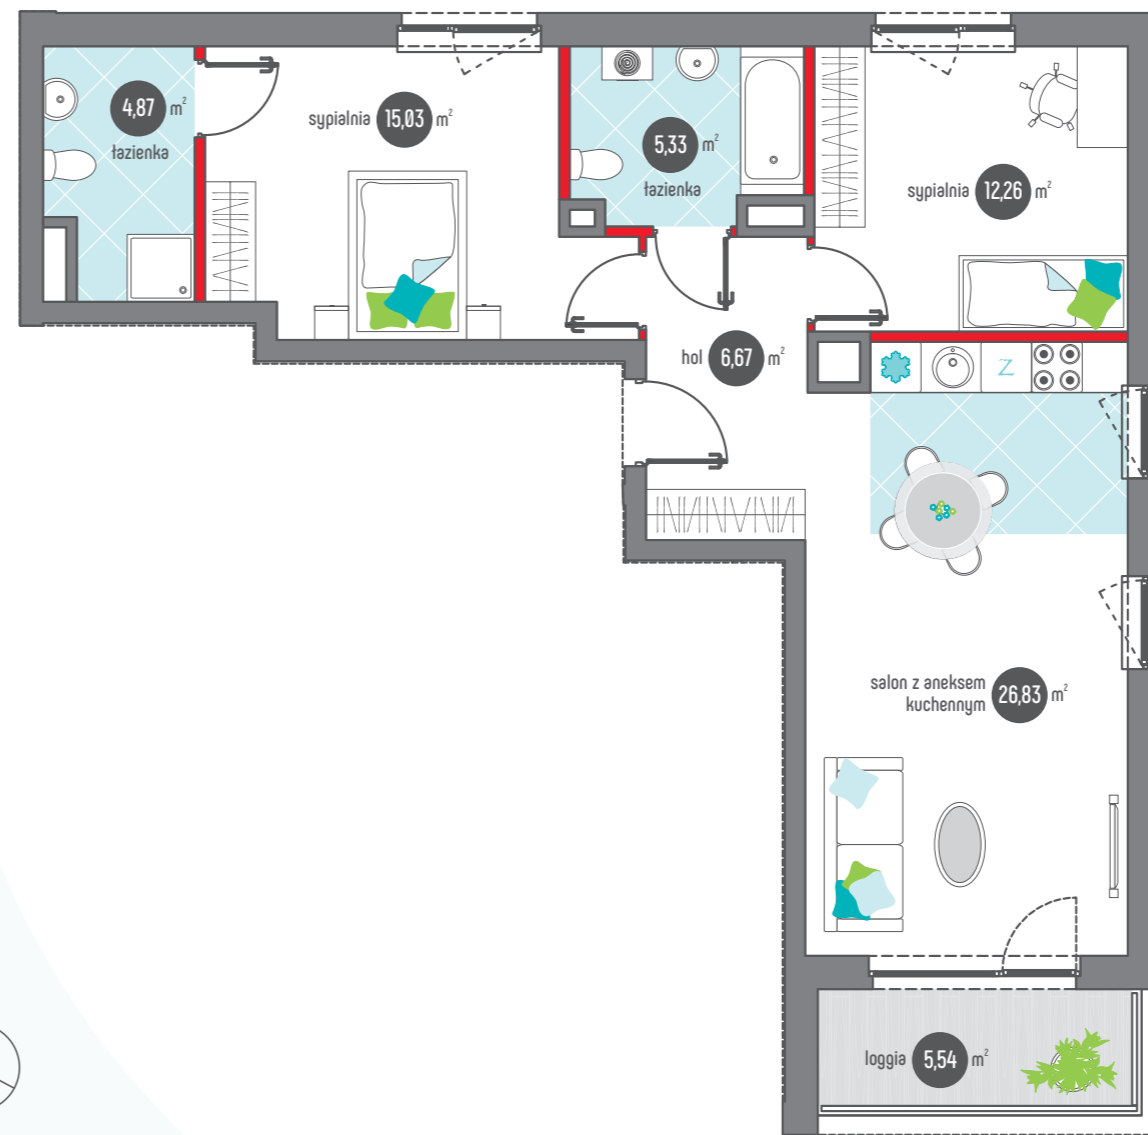 4,87 m²
łazienka
sypialnia 15,03 m²
5,33 m²
łazienka
sypialnia 12,26 m²
hol 6,67 m²
Z
salon z aneksem
kuchennym 26,83 m²
loggia 5,54 m²